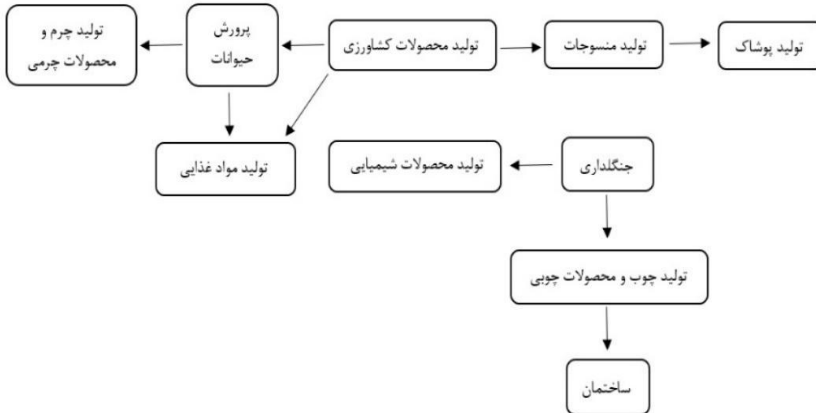 تولید پوشاک
تولید منسوجات
تولید محصولات کشاورزی
پرورش
حیوانات
تولید چرم و
محصولات چرمی
جنگلداری
تولید محصولات شیمیایی
تولید مواد غذایی
تولید چوب و محصولات چوبی
ساختمان